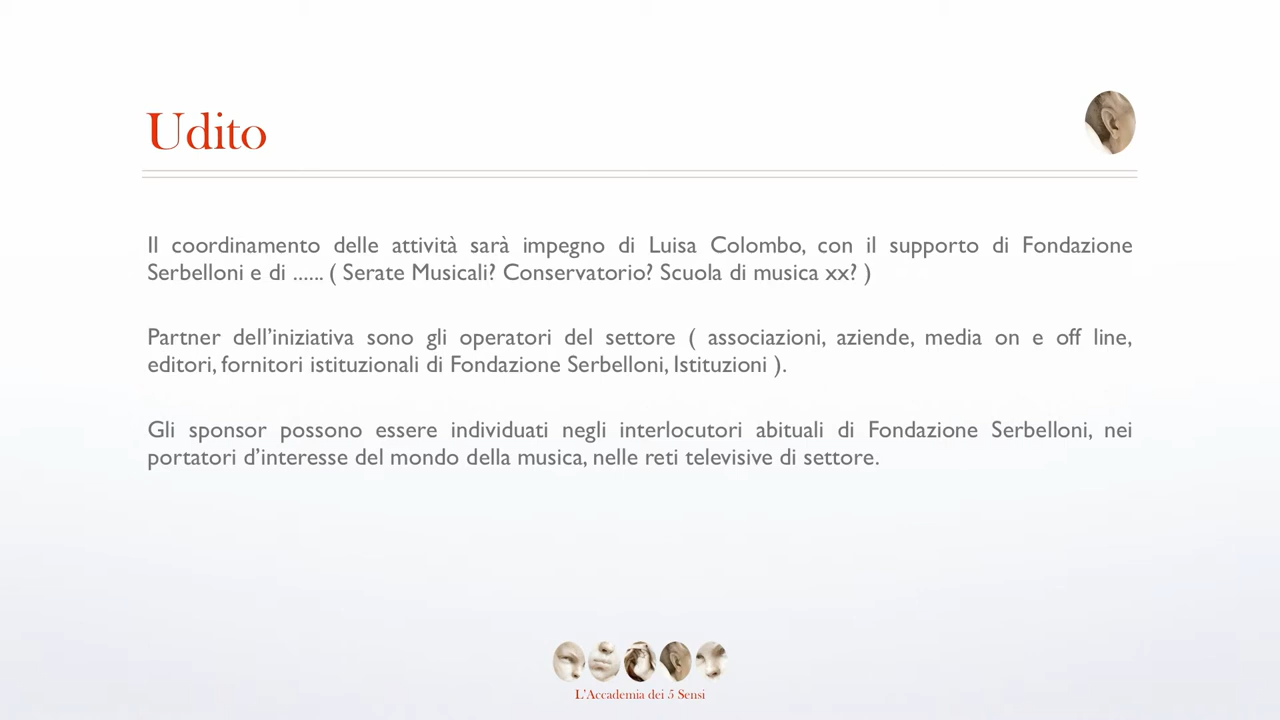 Udito
Il coordinamento delle attività sarà impegno di Luisa Colombo, con il supporto di Fondazione
Serbelloni e di ...... ( Serate Musicali? Conservatorio? Scuola di musica xx? )
Partner dell’iniziativa sono gli operatori del settore ( associazioni, aziende, media on e off line,
editori, fornitori istituzionali di Fondazione Serbelloni, Istituzioni ).
Gli sponsor possono essere individuati negli interlocutori abituali di Fondazione Serbelloni, nei
portatori d’interesse del mondo della musica, nelle reti televisive di settore.
L’Accademia dei 5 Sensi